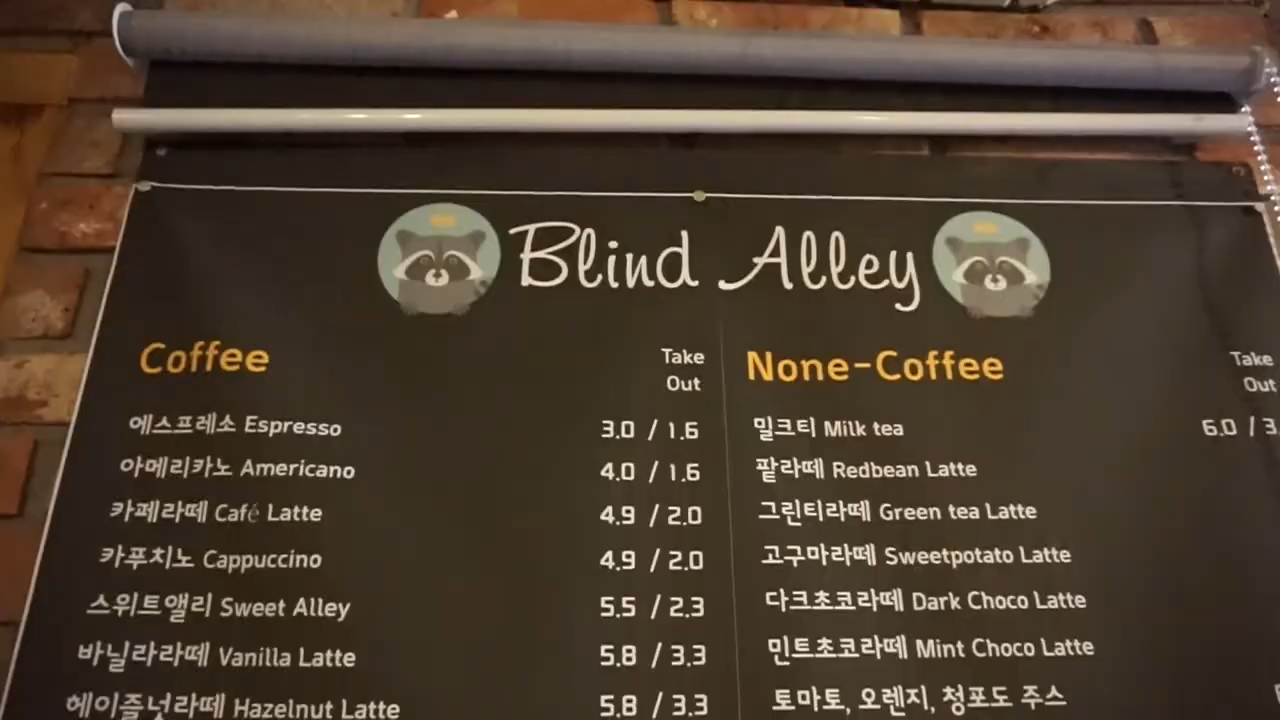 Blind Alley
Coffee
Take
Out
에스프레소 Espresso 3.0 / 1.6
아메리카노 Americano 4.0 / 1.6
카페라떼 Café Latte 4.9 / 2.0
카푸치노 Cappuccino 4.9 / 2.0
스위트앨리 Sweet Alley 5.5 / 2.3
바닐라라떼 Vanilla Latte 5.8 / 3.3
헤이즐넛라떼 Hazelnut Latte 5.8 / 3.3
None-Coffee
Take
Out
밀크티 Milk tea 6.0 / 3.
팥라떼 Redbean Latte
그린티라떼 Green tea Latte
고구마라떼 Sweetpotato Latte
다크초코라떼 Dark Choco Latte
민트초코라떼 Mint Choco Latte
토마토, 오렌지, 청포도 주스